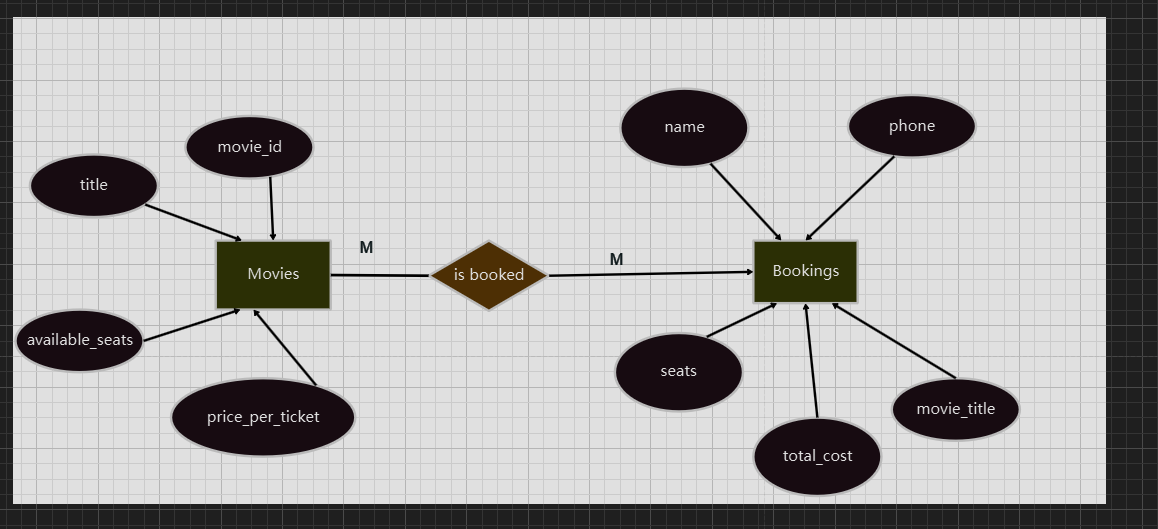 name
phone
movie_id
title
M
is booked
M
Movies
Bookings
available_seats
seats
price_per_ticket
movie_title
total_cost